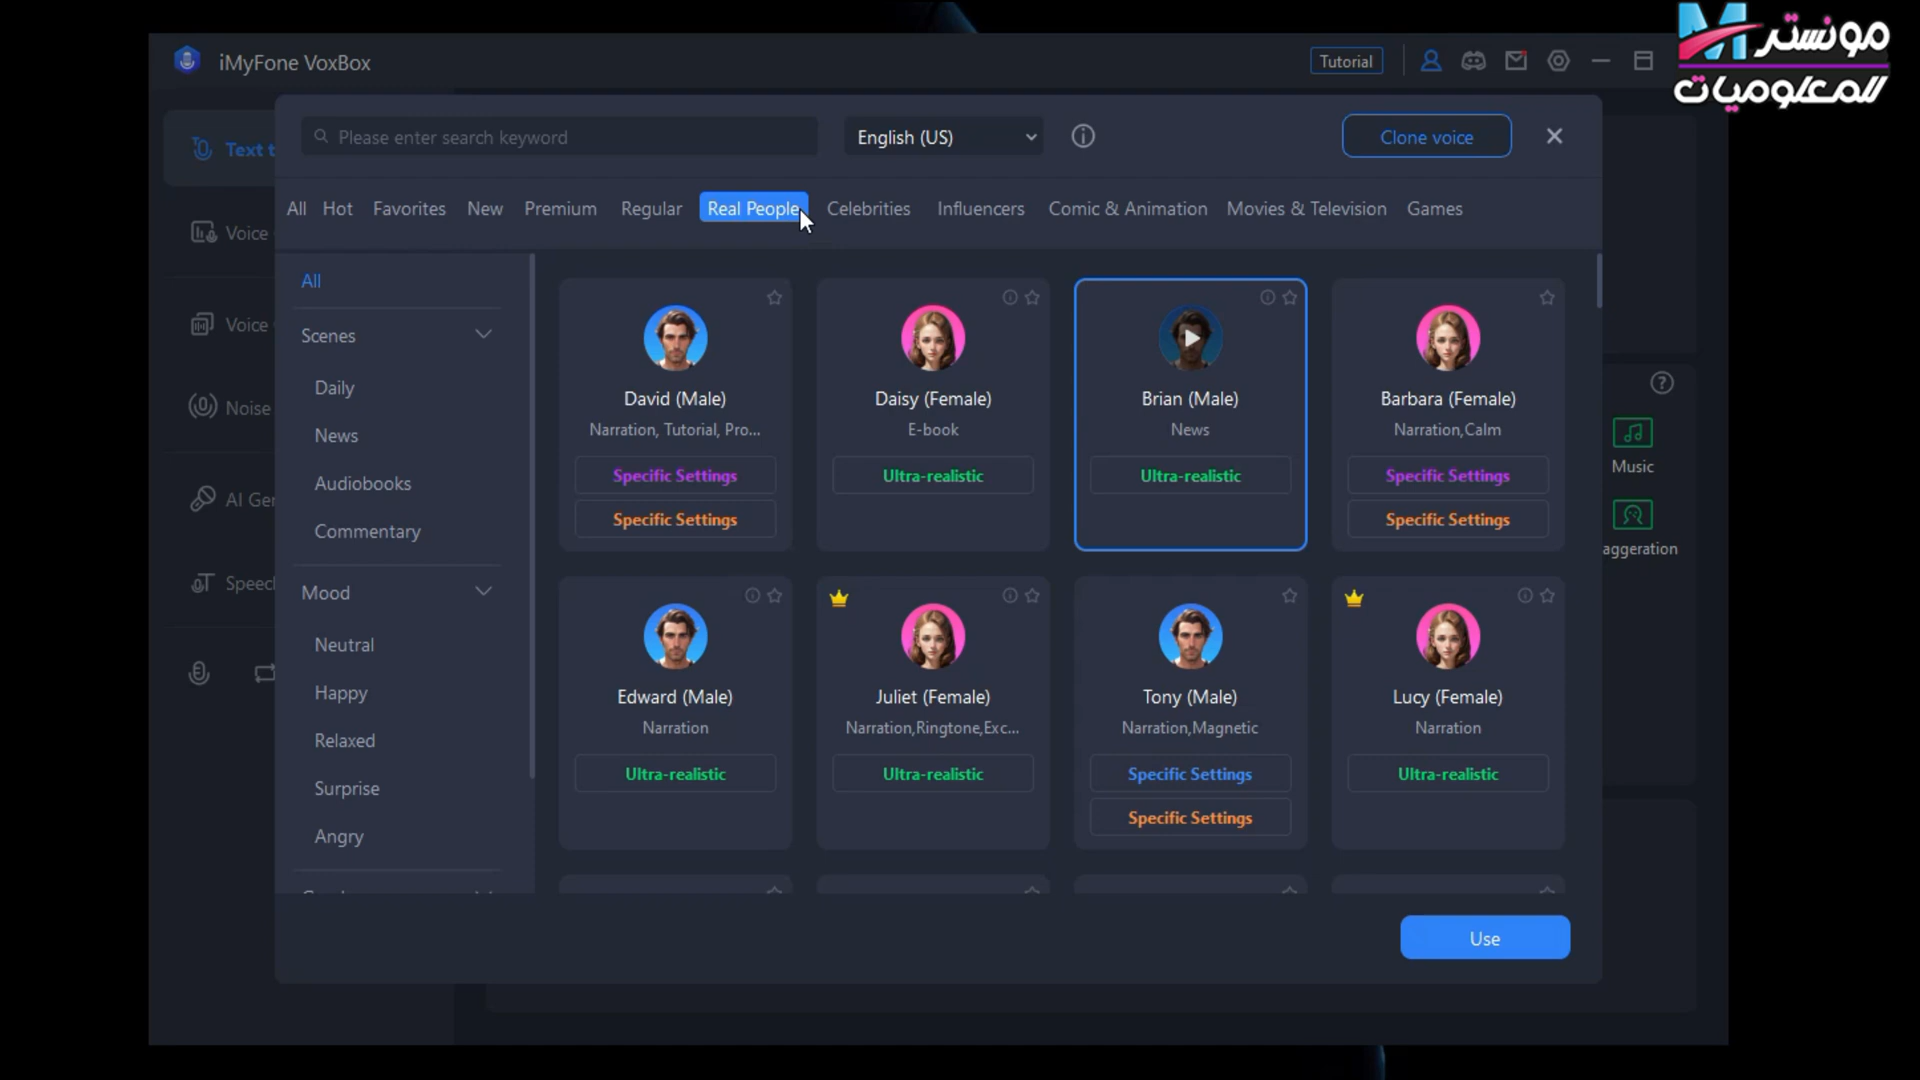 iMyFone VoxBox
Tutorial
مونستر
للمعلوميات
Please enter search keyword
English (US)
Clone voice
All Hot Favorites New Premium Regular Real People Celebrities Influencers Comic & Animation Movies & Television Games
Text t
Voice
Voice
Noise
AI Ger
Speech
All
Scenes
Daily
News
Audiobooks
Commentary
Mood
Neutral
Happy
Relaxed
Surprise
Angry
David (Male)
Narration, Tutorial, Pro...
Specific Settings
Specific Settings
Daisy (Female)
E-book
Ultra-realistic
Brian (Male)
News
Ultra-realistic
Barbara (Female)
Narration,Calm
Specific Settings
Specific Settings
Edward (Male)
Narration
Ultra-realistic
Juliet (Female)
Narration,Ringtone,Exc...
Ultra-realistic
Tony (Male)
Narration,Magnetic
Specific Settings
Specific Settings
Lucy (Female)
Narration
Ultra-realistic
Music
aggeration
Use